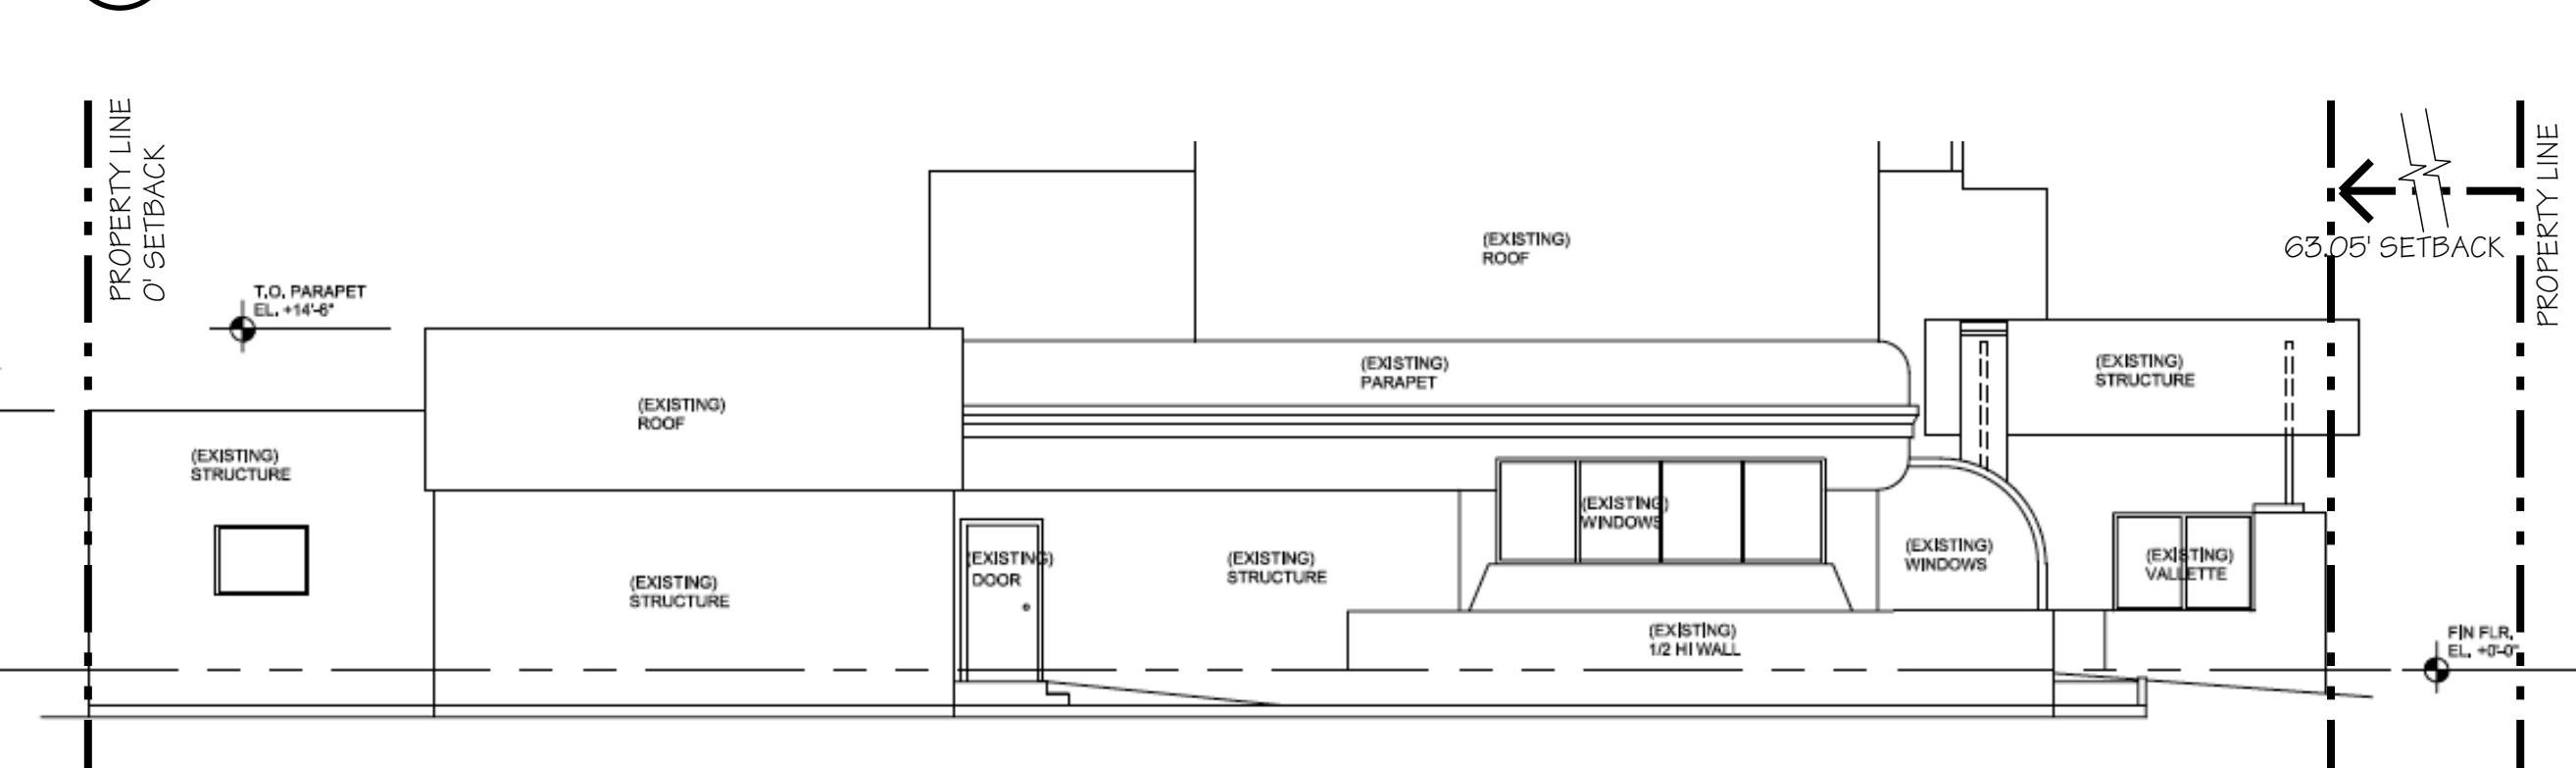 PROPERTY LINE
0' SETBACK
T.O. PARAPET
EL. +14'-6"
(EXISTING)
STRUCTURE
(EXISTING)
ROOF
(EXISTING)
STRUCTURE
(EXISTING)
DOOR
(EXISTING)
STRUCTURE
(EXISTING)
ROOF
(EXISTING)
PARAPET
(EXISTING)
WINDOWS
(EXISTING)
1/2 HI WALL
(EXISTING)
WINDOWS
(EXISTING)
STRUCTURE
(EXISTING)
VALLETTE
63.05' SETBACK
PROPERTY LINE
FIN FLR.
EL. +0'-0"